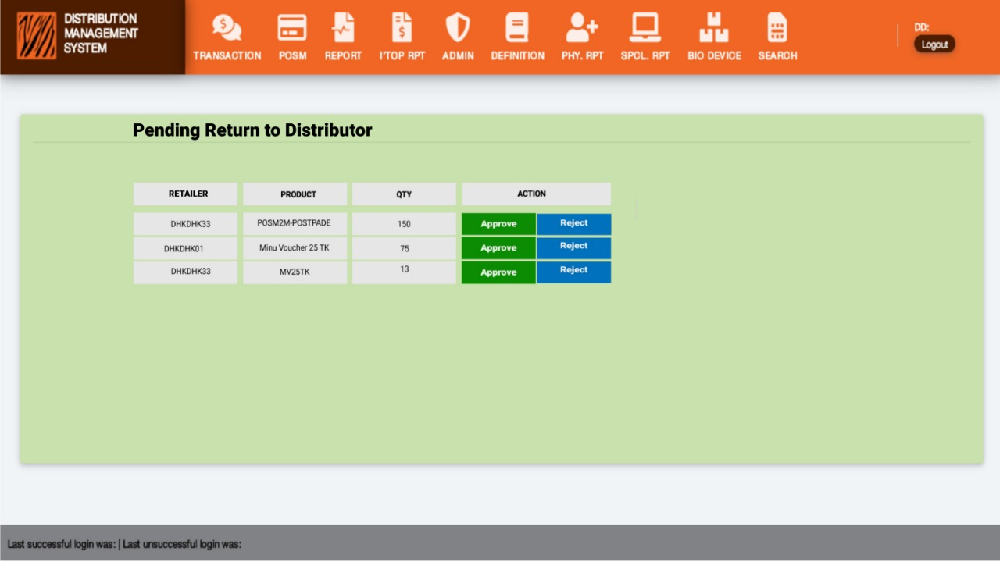 DISTRIBUTION
MANAGEMENT
SYSTEM
TRANSACTION POSM REPORT I'TOP RPT ADMIN DEFINITION PHY. RPT SPCL. RPT BIO DEVICE SEARCH
DD:
Logout
Pending Return to Distributor
RETAILER PRODUCT QTY ACTION
DHKDHK33 POSM2M-POSTPADE 150 Approve Reject
DHKDHK01 Minu Voucher 25 TK 75 Approve Reject
DHKDHK33 MV25TK 13 Approve Reject
Last successful login was: | Last unsuccessful login was: